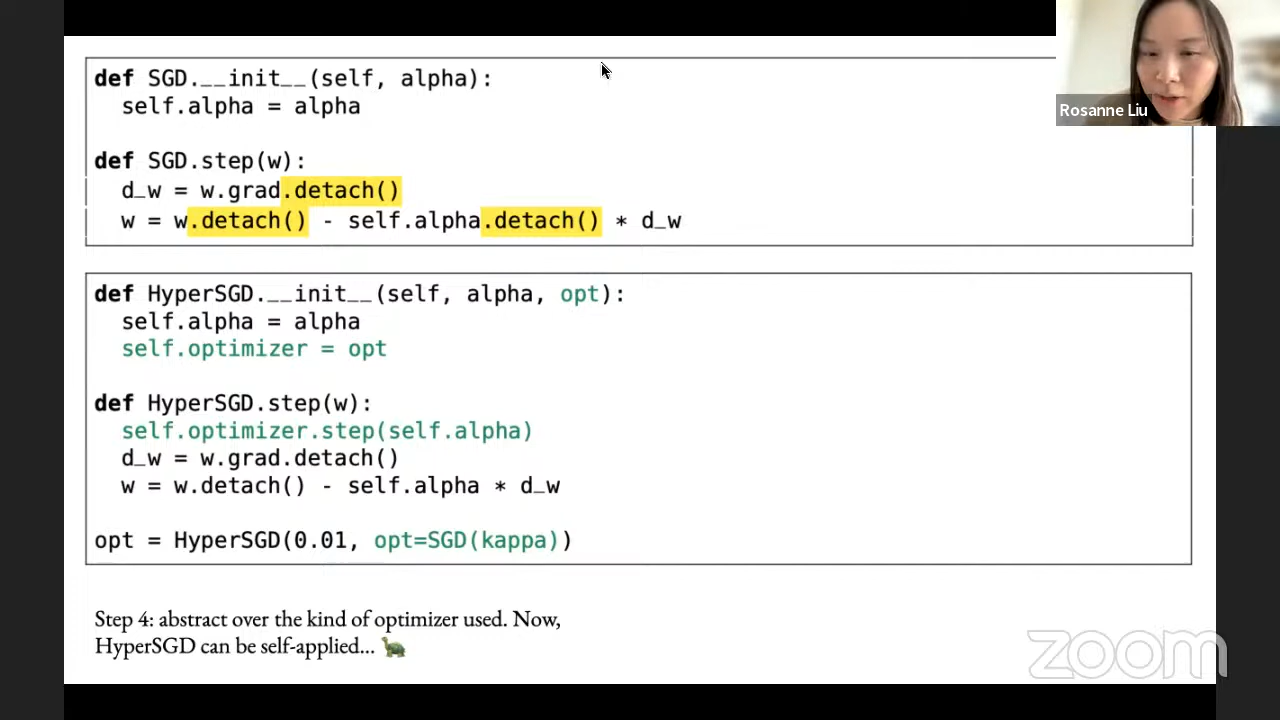 def SGD.__init__(self, alpha):
self.alpha = alpha
def SGD.step(w):
d_w = w.grad.detach()
w = w.detach() - self.alpha.detach() * d_w
def HyperSGD.__init__(self, alpha, opt):
self.alpha = alpha
self.optimizer = opt
def HyperSGD.step(w):
self.optimizer.step(self.alpha)
d_w = w.grad.detach()
w = w.detach() - self.alpha * d_w
opt = HyperSGD(0.01, opt=SGD(kappa))
Step 4: abstract over the kind of optimizer used. Now,
HyperSGD can be self-applied... 🐢
Rosanne Liu
zoom